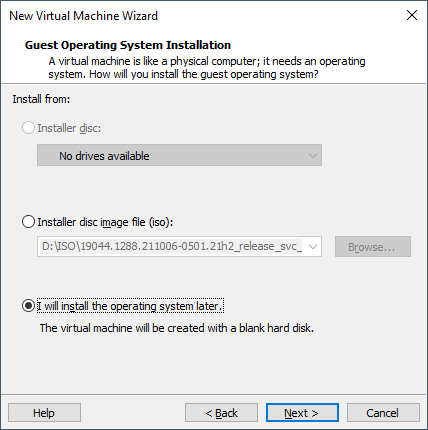 New Virtual Machine Wizard
Guest Operating System Installation
A virtual machine is like a physical computer; it needs an operating
system. How will you install the guest operating system?
Install from:
Installer disc:
No drives available
Installer disc image file (iso):
D:\ISO\19044.1288.211006-0501.21h2_release_svc_
Browse...
I will install the operating system later.
The virtual machine will be created with a blank hard disk.
Help
< Back
Next >
Cancel